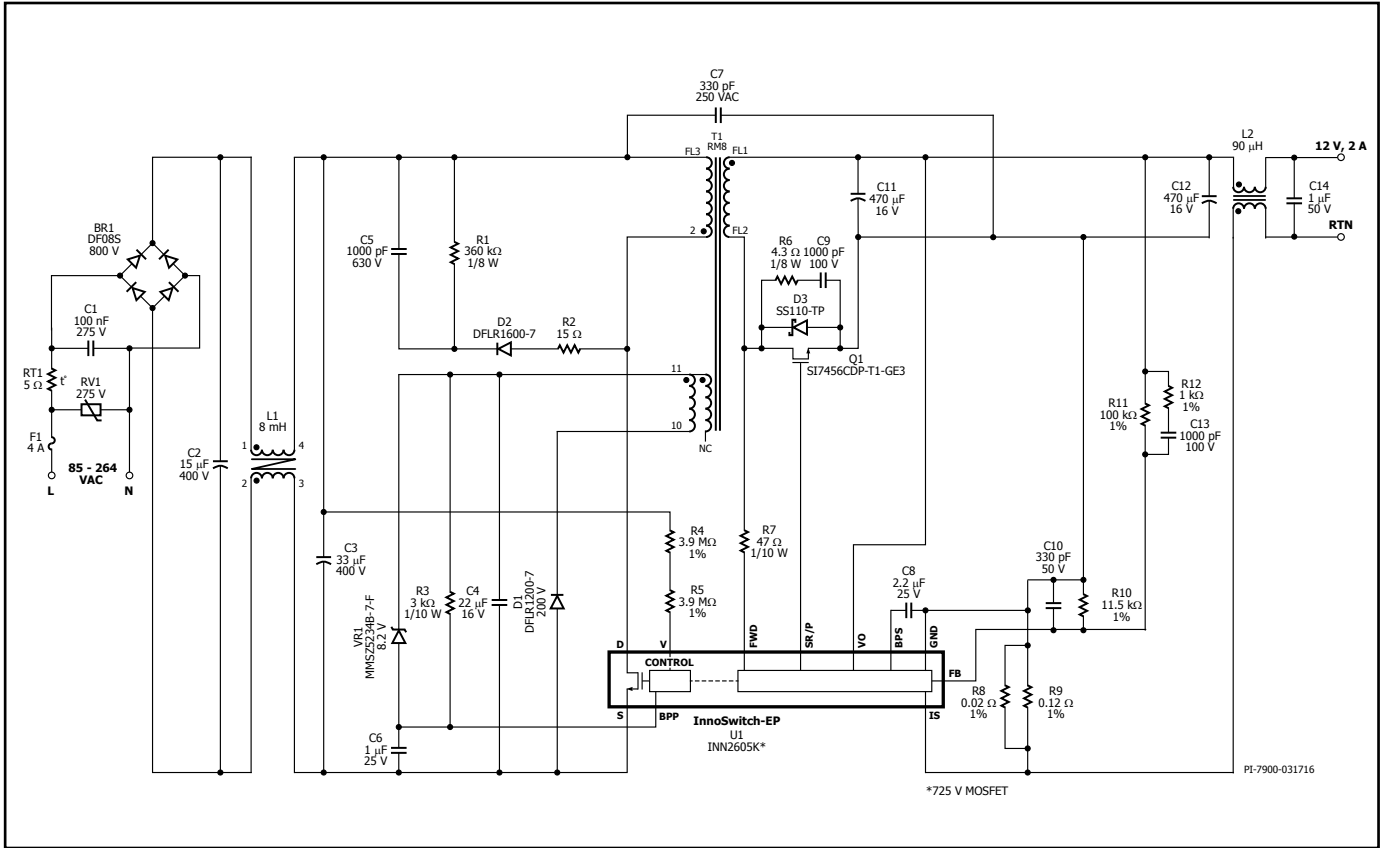 C7
330 pF
250 VAC
T1
RM8
FL3
FL1
2
FL2
L2
90 µH
12 V, 2 A
C14
1 µF
50 V
RTN
C12
470 µF
16 V
C11
470 µF
16 V
BR1
DF08S
800 V
C5
1000 pF
630 V
R1
360 kΩ
1/8 W
R6
4.3 Ω
1/8 W
C9
1000 pF
100 V
D3
SS110-TP
Q1
SI7456CDP-T1-GE3
D2
DFLR1600-7
R2
15 Ω
C1
100 nF
275 V
RT1
5 Ω
t°
RV1
275 V
F1
4 A
85 - 264
VAC
L
N
C2
15 µF
400 V
L1
8 mH
1
4
2
3
11
10
NC
R11
100 kΩ
1%
R12
1 kΩ
1%
C13
1000 pF
100 V
C3
33 µF
400 V
VR1
MMSZ5234B-7-F
8.2 V
R3
3 kΩ
1/10 W
C4
22 µF
16 V
D1
DFLR1200-7
200 V
R4
3.9 MΩ
1%
R5
3.9 MΩ
1%
R7
47 Ω
1/10 W
C8
2.2 µF
25 V
C10
330 pF
50 V
R10
11.5 kΩ
1%
D
V
FWD
SR/P
VO
BPS
GND
CONTROL
FB
S
BPP
IS
InnoSwitch-EP
U1
INN2605K*
R8
0.02 Ω
1%
R9
0.12 Ω
1%
C6
1 µF
25 V
*725 V MOSFET
PI-7900-031716